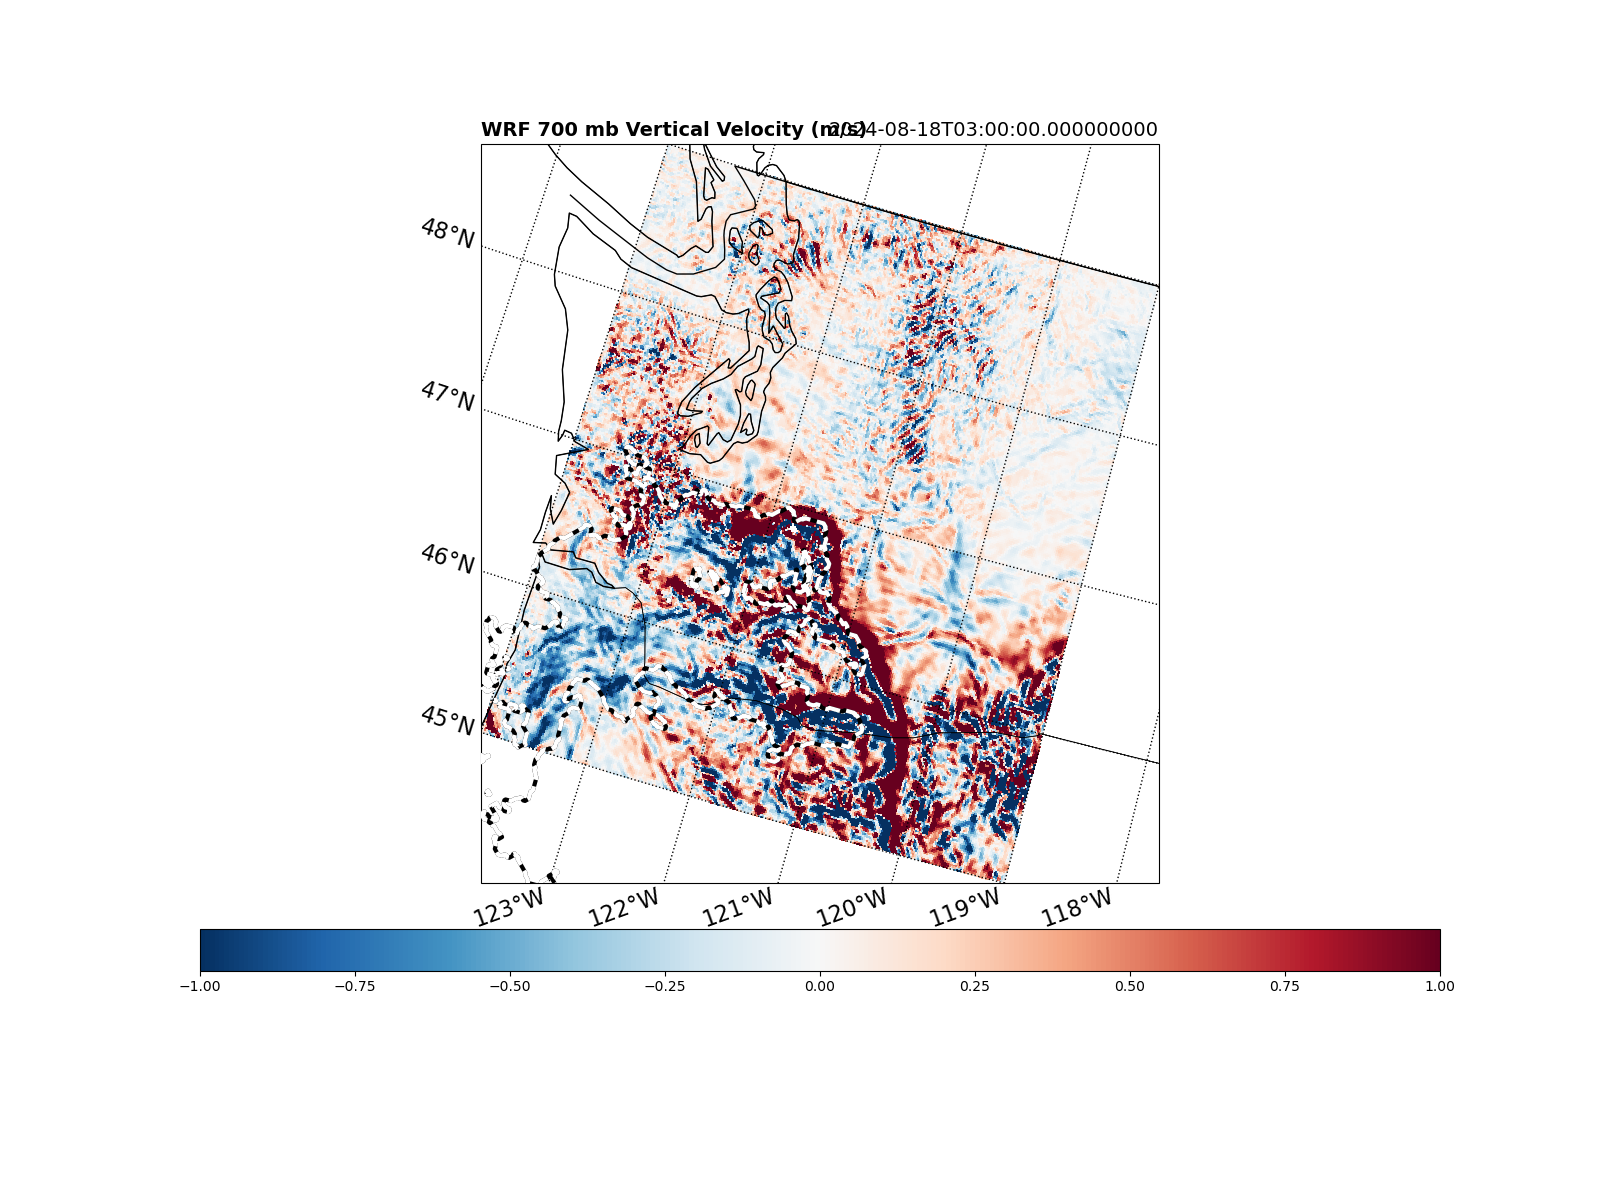 WRF 700 mb Vertical Velocity (m/s) 2024-08-18T03:00:00.000000000
48°N
47°N
46°N
45°N
123°W 122°W 121°W 120°W 119°W 118°W
−1.00 −0.75 −0.50 −0.25 0.00 0.25 0.50 0.75 1.00